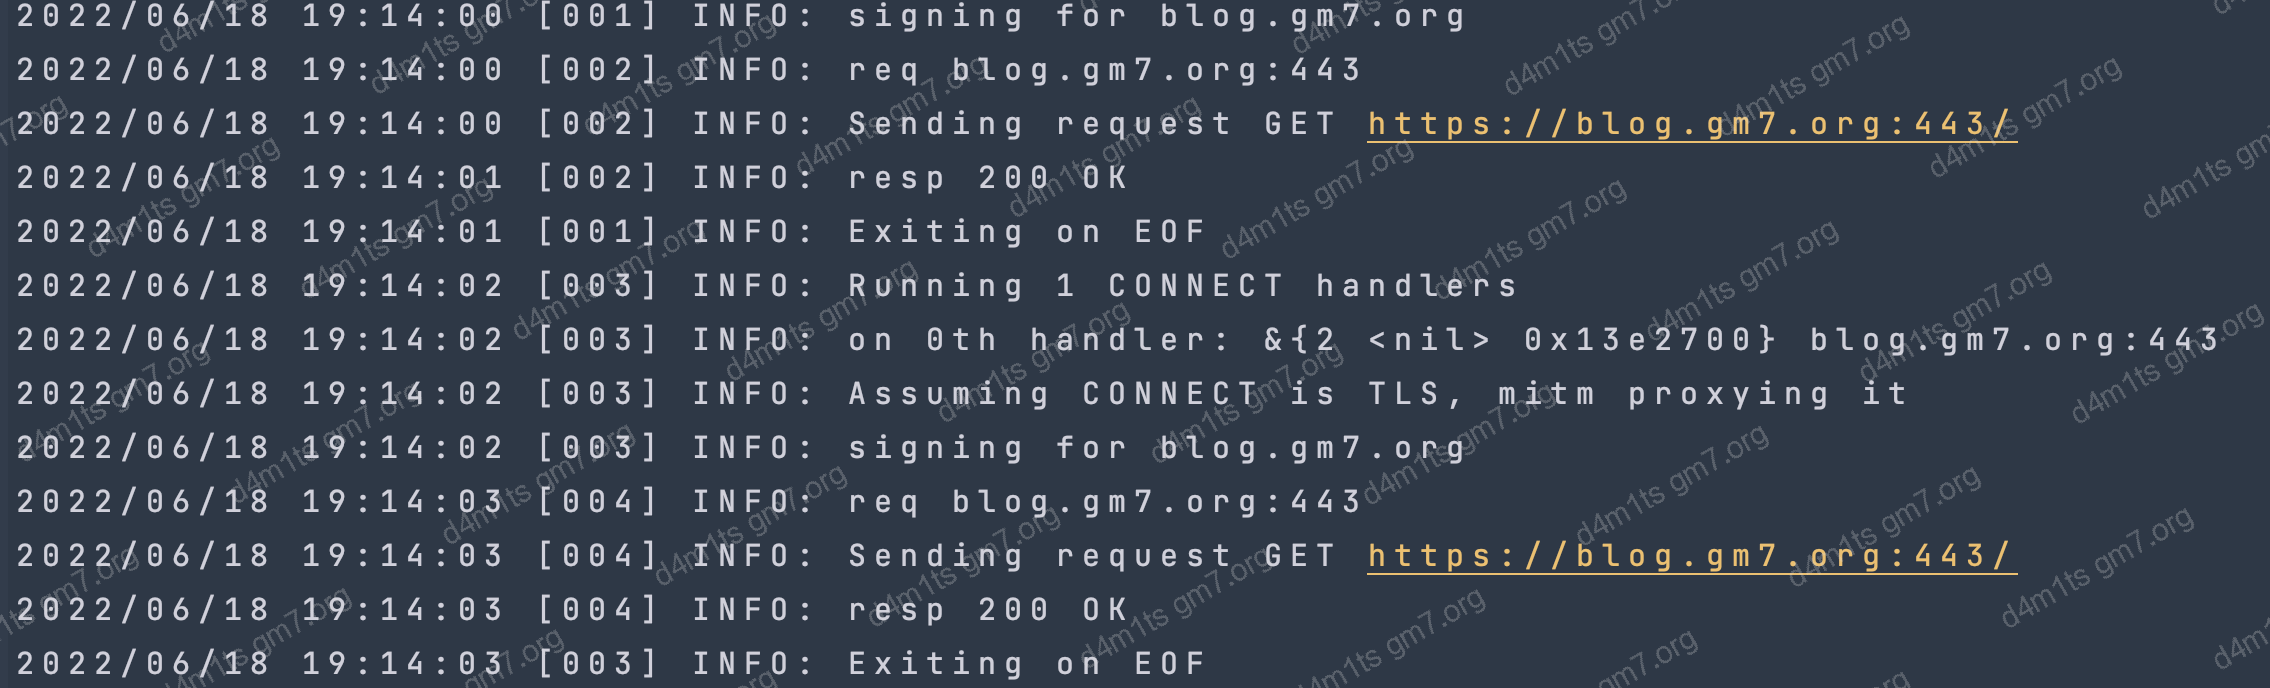 2022/06/18 19:14:00 [001] INFO: signing for blog.gm7.org
2022/06/18 19:14:00 [002] INFO: req blog.gm7.org:443
2022/06/18 19:14:00 [002] INFO: Sending request GET https://blog.gm7.org:443/
2022/06/18 19:14:01 [002] INFO: resp 200 OK
2022/06/18 19:14:01 [001] INFO: Exiting on EOF
2022/06/18 19:14:02 [003] INFO: Running 1 CONNECT handlers
2022/06/18 19:14:02 [003] INFO: on 0th handler: &{2 <nil> 0x13e2700} blog.gm7.org:443
2022/06/18 19:14:02 [003] INFO: Assuming CONNECT is TLS, mitm proxying it
2022/06/18 19:14:02 [003] INFO: signing for blog.gm7.org
2022/06/18 19:14:03 [004] INFO: req blog.gm7.org:443
2022/06/18 19:14:03 [004] INFO: Sending request GET https://blog.gm7.org:443/
2022/06/18 19:14:03 [004] INFO: resp 200 OK
2022/06/18 19:14:03 [003] INFO: Exiting on EOF
d4m1ts gm7.org